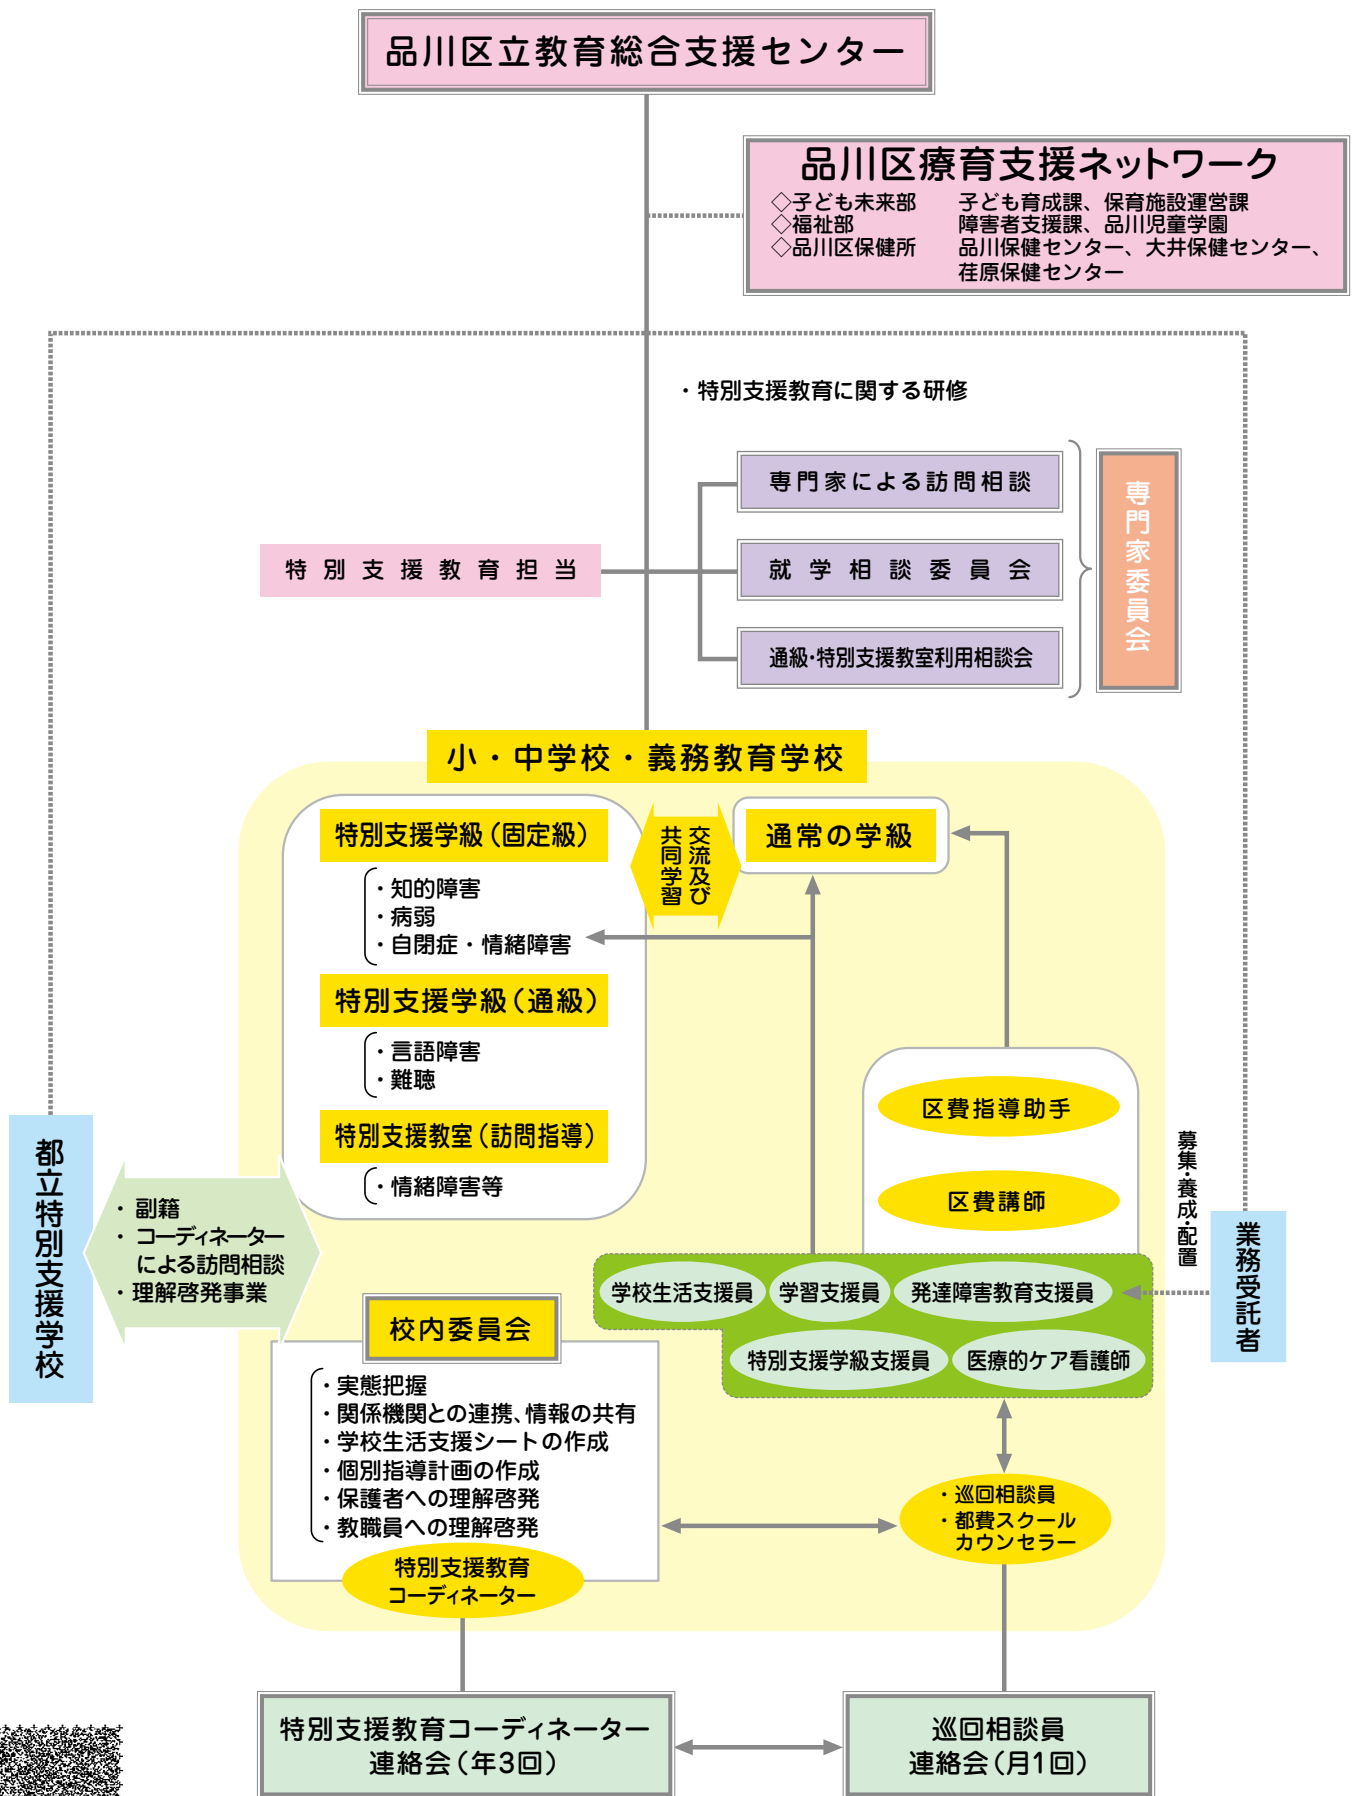 品川区立教育総合支援センター
品川区療育支援ネットワーク
◇子ども未来部　子ども育成課、保育施設運営課
◇福祉部　障害者支援課、品川児童学園
◇品川区保健所　品川保健センター、大井保健センター、
荏原保健センター
・特別支援教育に関する研修
専門家による訪問相談
特別支援教育担当
就学相談委員会
通級・特別支援教室利用相談会
専門家委員会
小・中学校・義務教育学校
特別支援学級（固定級）
・知的障害
・病弱
・自閉症・情緒障害
交流及び
共同学習
通常の学級
特別支援学級（通級）
・言語障害
・難聴
特別支援教室（訪問指導）
・情緒障害等
区費指導助手
区費講師
都立特別支援学校
・副籍
・コーディネーター
による訪問相談
・理解啓発事業
募集・養成・配置
業務受託者
学校生活支援員
学習支援員
発達障害教育支援員
特別支援学級支援員
医療的ケア看護師
校内委員会
・実態把握
・関係機関との連携、情報の共有
・学校生活支援シートの作成
・個別指導計画の作成
・保護者への理解啓発
・教職員への理解啓発
特別支援教育
コーディネーター
・巡回相談員
・都費スクール
カウンセラー
特別支援教育コーディネーター
連絡会（年3回）
巡回相談員
連絡会（月1回）